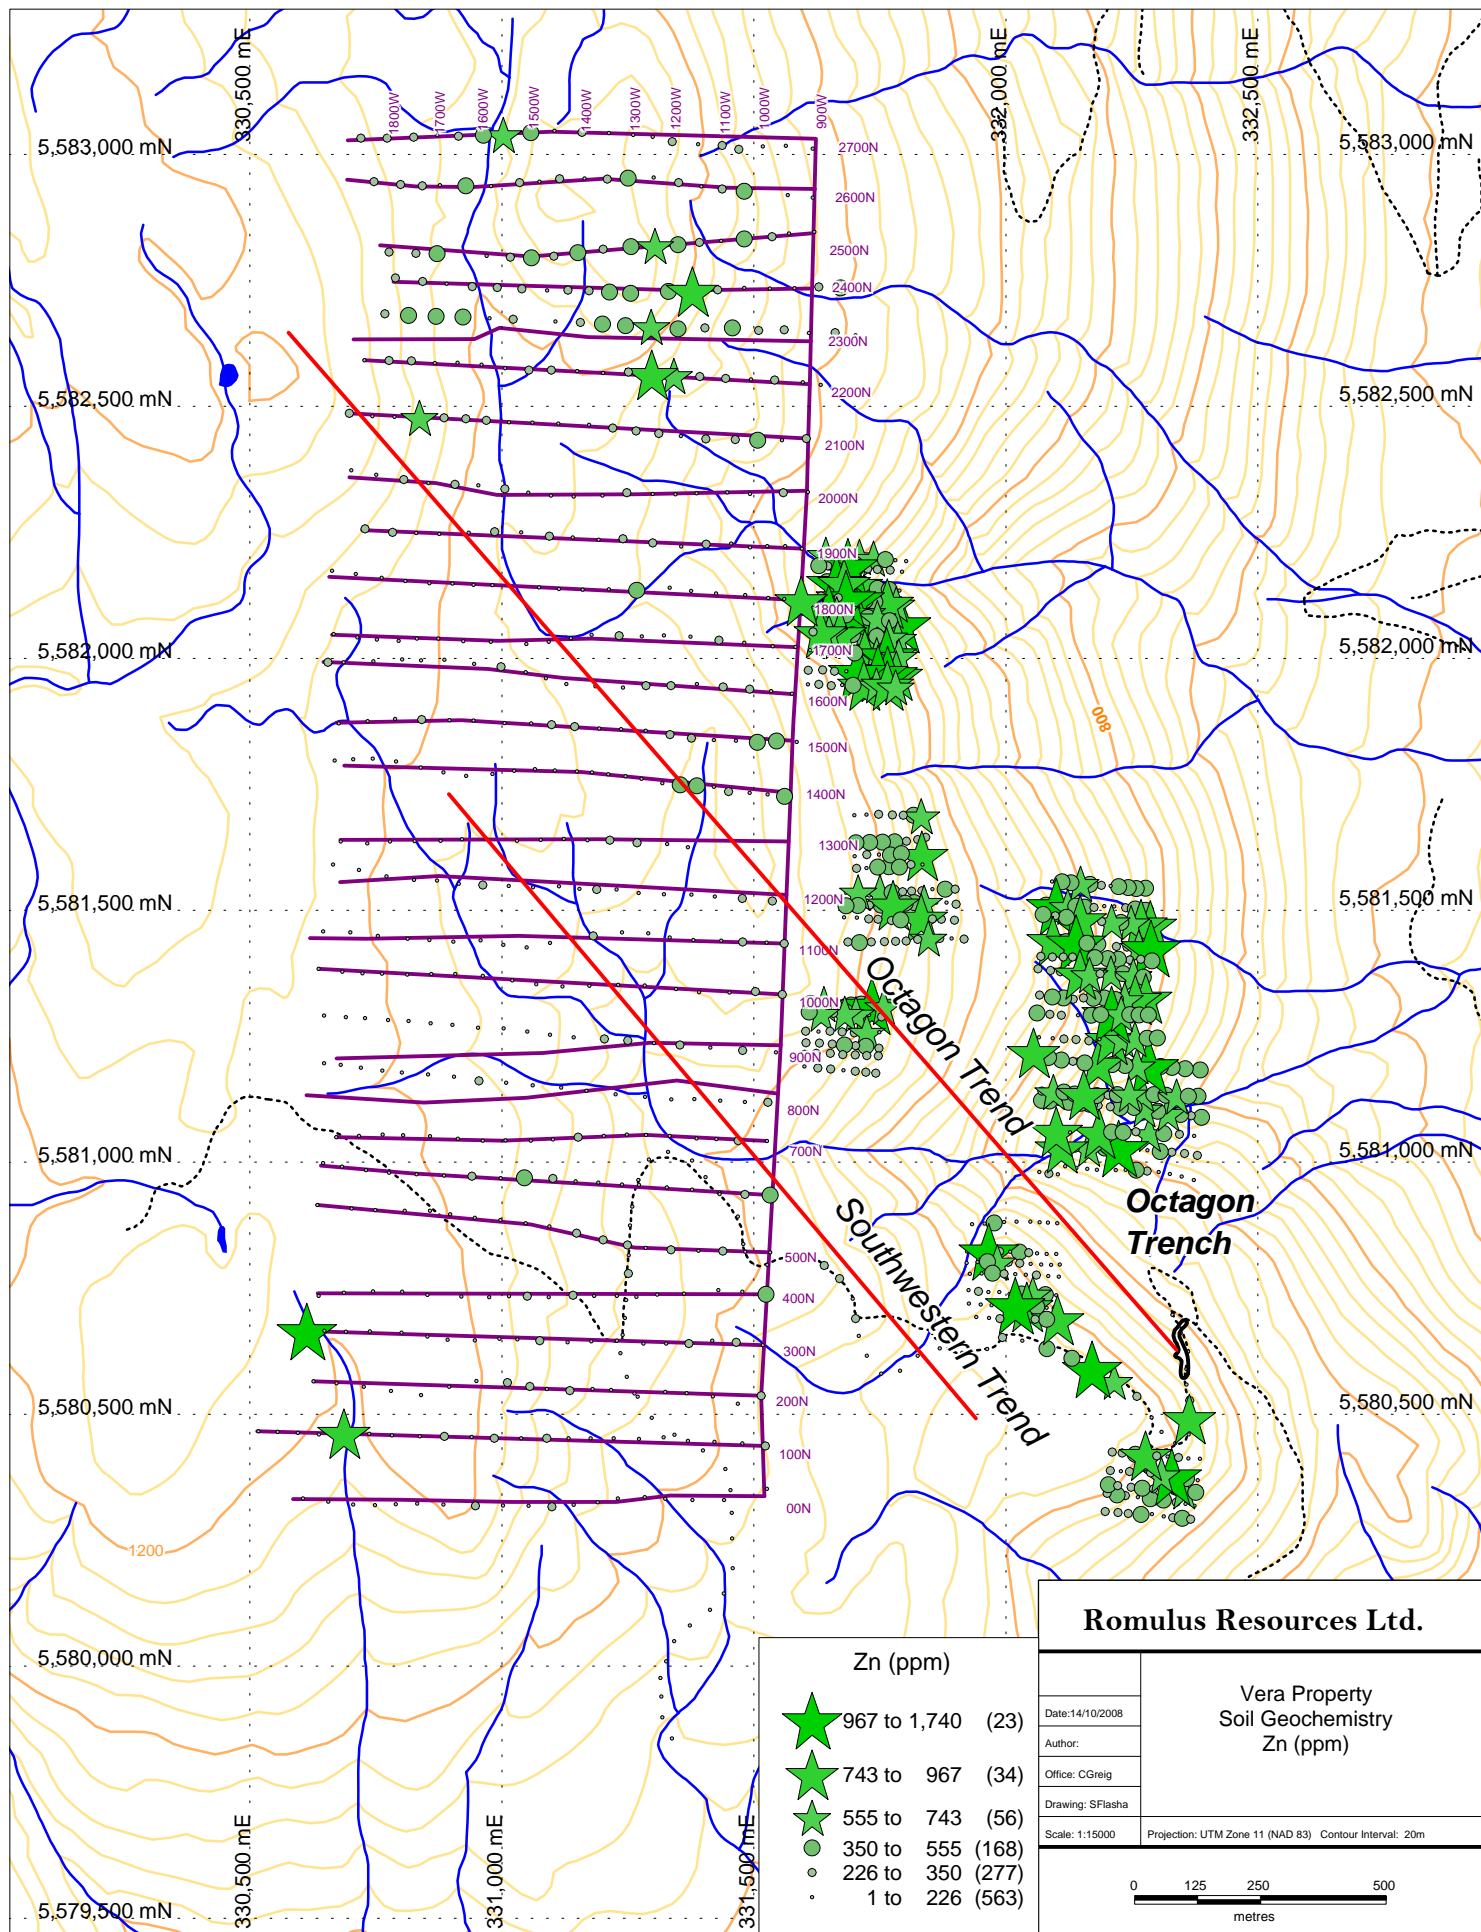 330,500 mE
332,000 mE
332,500 mE
1800W
1700W
1600W
1500W
1400W
1300W
1200W
1100W
1000W
900W
5,583,000 mN
5,583,000 mN
2700N
2600N
2500N
2400N
2300N
2200N
5,582,500 mN
5,582,500 mN
2100N
2000N
1900N
1800N
1700N
5,582,000 mN
5,582,000 mN
1600N
800
1500N
1400N
1300N
1200N
5,581,500 mN
5,581,500 mN
1100N
Octagon Trend
1000N
900N
800N
700N
5,581,000 mN
5,581,000 mN
Octagon
Trench
Southwestern Trend
500N
400N
300N
200N
5,580,500 mN
5,580,500 mN
100N
00N
1200
5,580,000 mN
5,580,000 mN
330,500 mE
331,000 mE
331,500 mE
5,579,500 mN
Zn (ppm)
967 to 1,740 (23)
743 to 967 (34)
555 to 743 (56)
350 to 555 (168)
226 to 350 (277)
1 to 226 (563)
Romulus Resources Ltd.
Date:14/10/2008
Author:
Office: CGreig
Drawing: SFlasha
Scale: 1:15000
Vera Property
Soil Geochemistry
Zn (ppm)
Projection: UTM Zone 11 (NAD 83) Contour Interval: 20m
0 125 250 500
metres